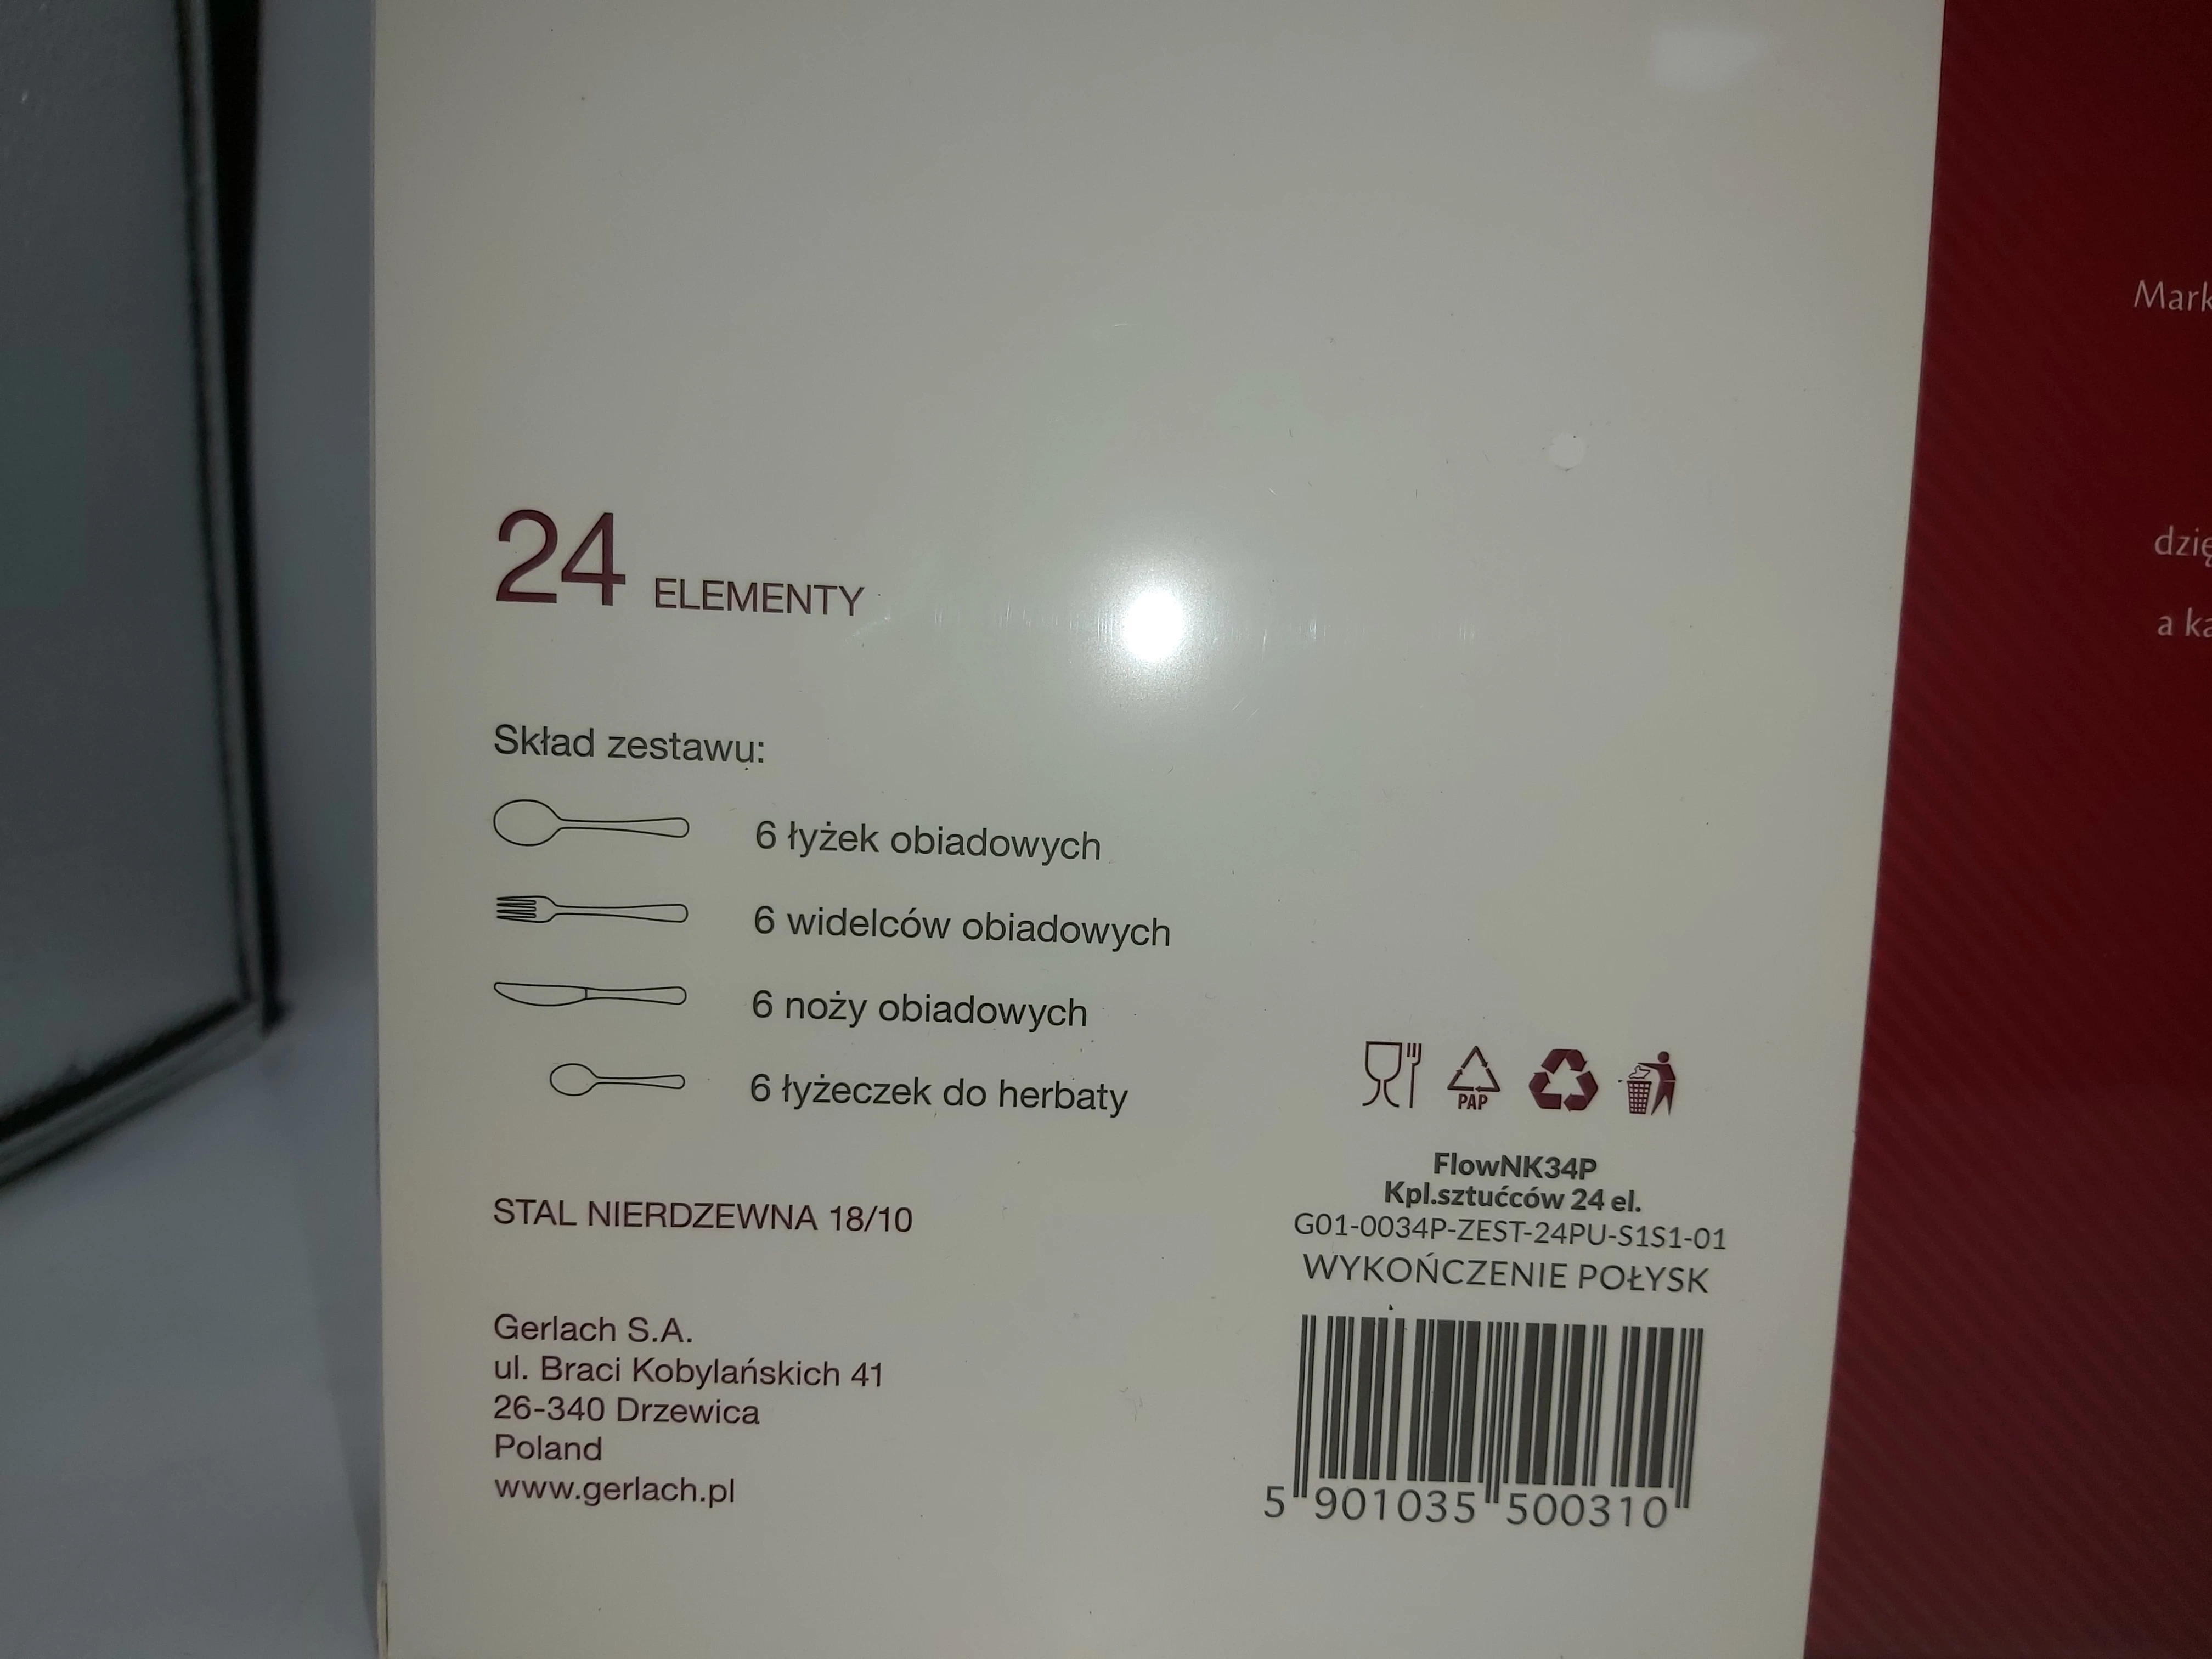 24 ELEMENTY
Skład zestawu:
6 łyżek obiadowych
6 widelców obiadowych
6 noży obiadowych
6 łyżeczek do herbaty
STAL NIERDZEWNA 18/10
Gerlach S.A.
ul. Braci Kobylańskich 41
26-340 Drzewica
Poland
www.gerlach.pl
PAP
FlowNK34P
Kpl.sztućców 24 el.
G01-0034P-ZEST-24PU-S1S1-01
WYKOŃCZENIE POŁYSK
5 901035 500310
Mark
dzię
a ka